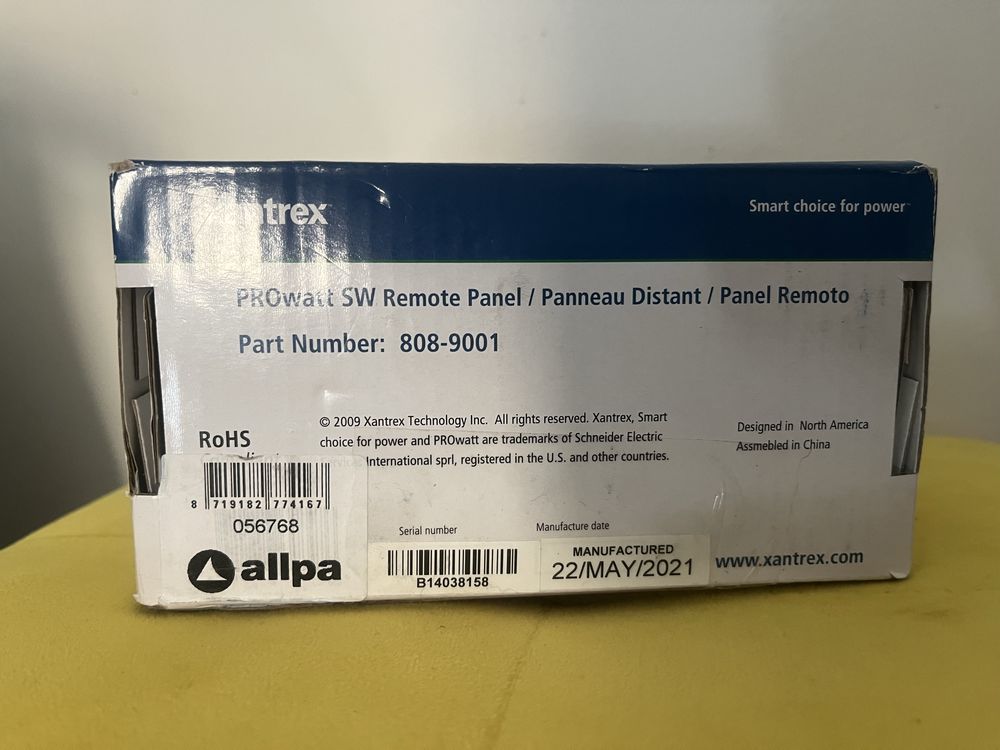 Xantrex
Smart choice for power™
PROwatt SW Remote Panel / Panneau Distant / Panel Remoto
Part Number: 808-9001
© 2009 Xantrex Technology Inc. All rights reserved. Xantrex, Smart
choice for power and PROwatt are trademarks of Schneider Electric
International sprl, registered in the U.S. and other countries.
Designed in North America
Assmebled in China
RoHS
8 719182 774167
056768
allpa
Serial number
B14038158
Manufacture date
MANUFACTURED
22/MAY/2021
www.xantrex.com